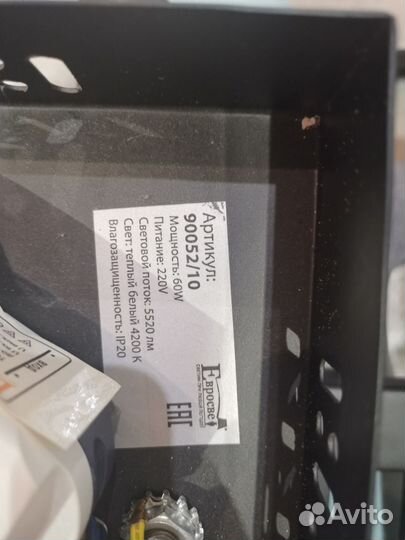 Артикул:
90052/10
Мощность: 60W
Питание: 220V
Световой поток: 5520 лм
Свет: теплый белый 4200 К
Влагозащищенность: IP20
Евросвет
EAC
Avito